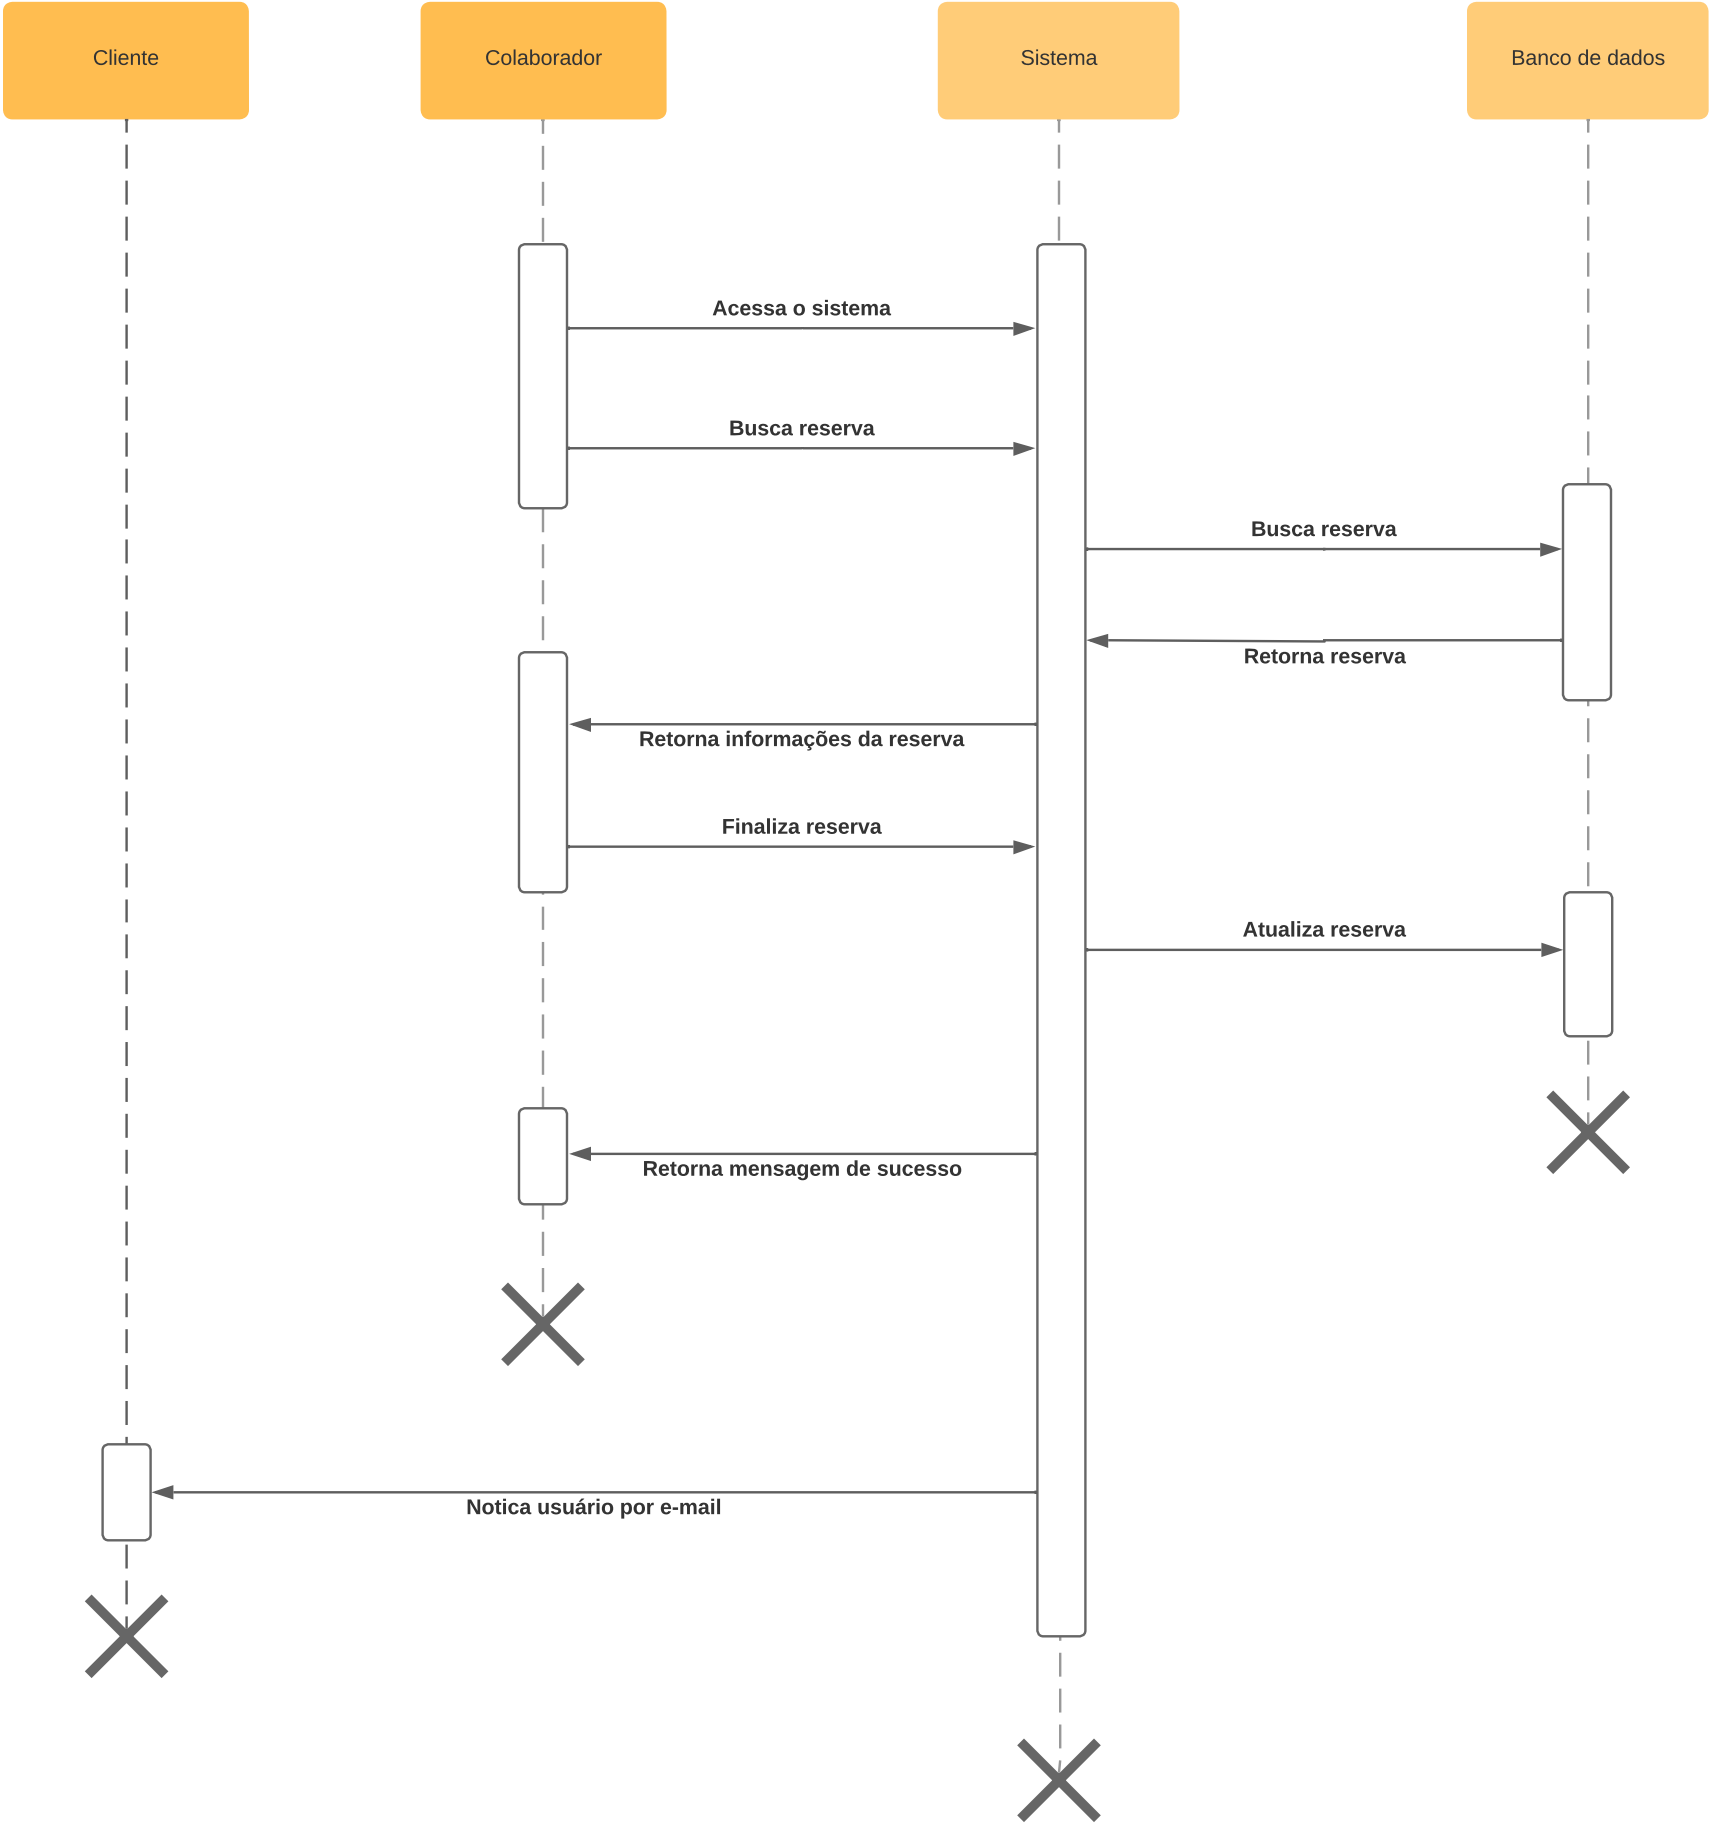 Cliente
Colaborador
Sistema
Banco de dados
Acessa o sistema
Busca reserva
Busca reserva
Retorna reserva
Retorna informações da reserva
Finaliza reserva
Atualiza reserva
Retorna mensagem de sucesso
Notica usuário por e-mail